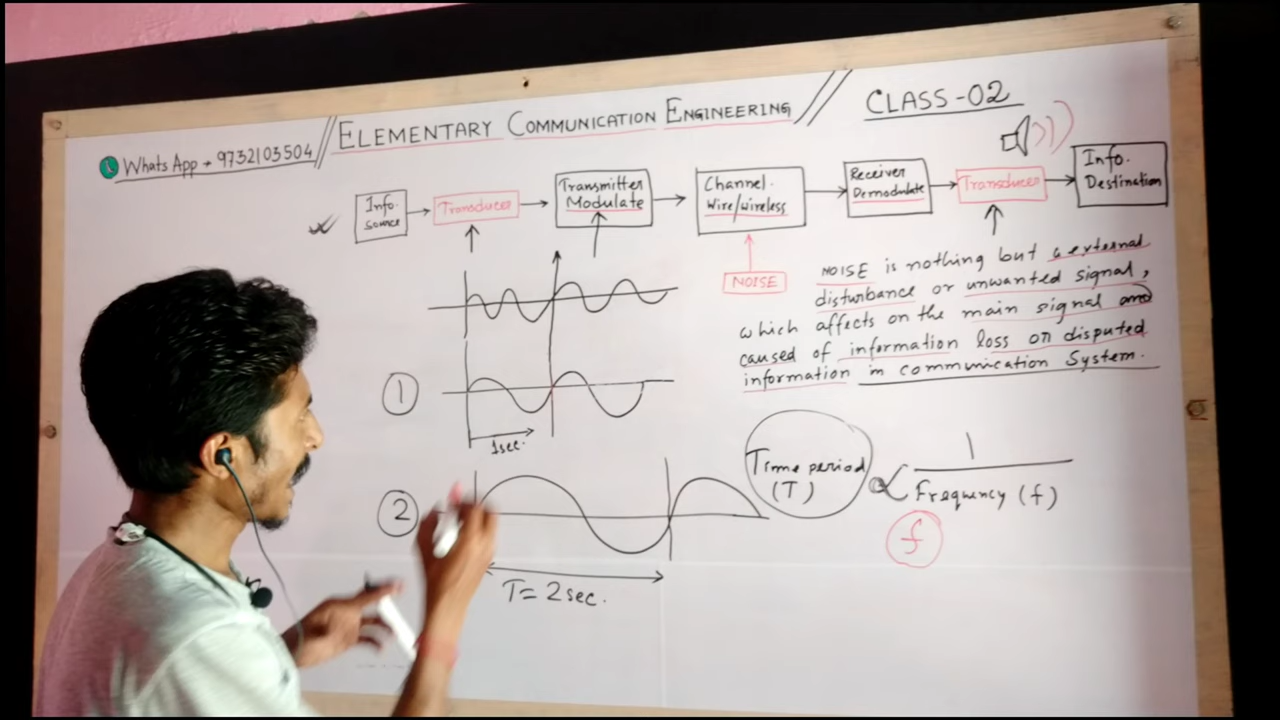 WhatsApp → 9732103504 // ELEMENTARY COMMUNICATION ENGINEERING // CLASS-02
Info. source
Transducer
Transmitter
Modulate
Channel.
Wire/wireless
Receiver
Demodulate
Transducer
Info.
Destination
NOISE
NOISE is nothing but a external
disturbance or unwanted signal,
which affects on the main signal and
caused of information loss or disputed
information in communication System.
1
1sec.
2
T= 2 sec.
Time period
(T)
∝
1
Frequency (f)
f